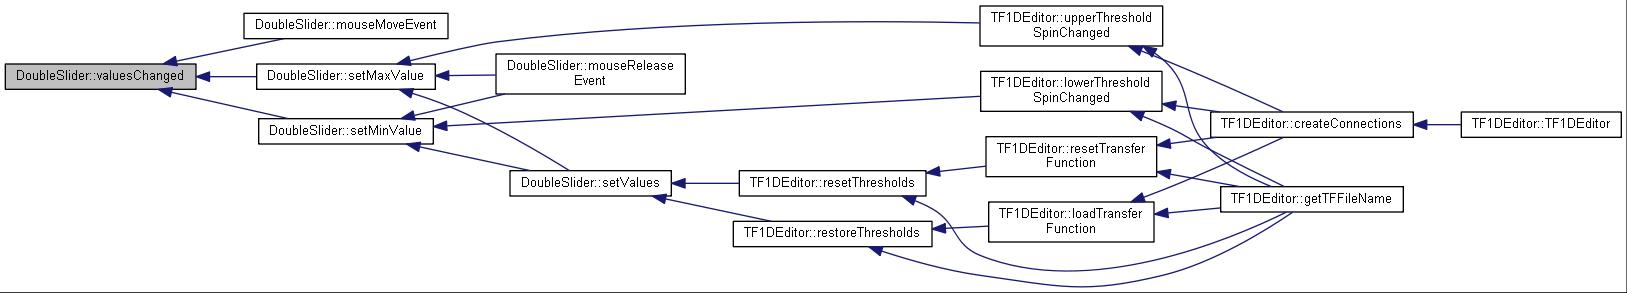 DoubleSlider::valuesChanged
DoubleSlider::mouseMoveEvent
DoubleSlider::setMaxValue
DoubleSlider::setMinValue
DoubleSlider::mouseRelease
Event
DoubleSlider::setValues
TF1DEditor::resetThresholds
TF1DEditor::restoreThresholds
TF1DEditor::upperThreshold
SpinChanged
TF1DEditor::lowerThreshold
SpinChanged
TF1DEditor::resetTransfer
Function
TF1DEditor::loadTransfer
Function
TF1DEditor::createConnections
TF1DEditor::getTFFileName
TF1DEditor::TF1DEditor